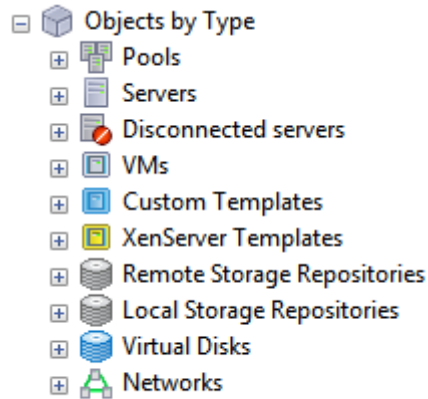 Objects by Type
Pools
Servers
Disconnected servers
VMs
Custom Templates
XenServer Templates
Remote Storage Repositories
Local Storage Repositories
Virtual Disks
Networks